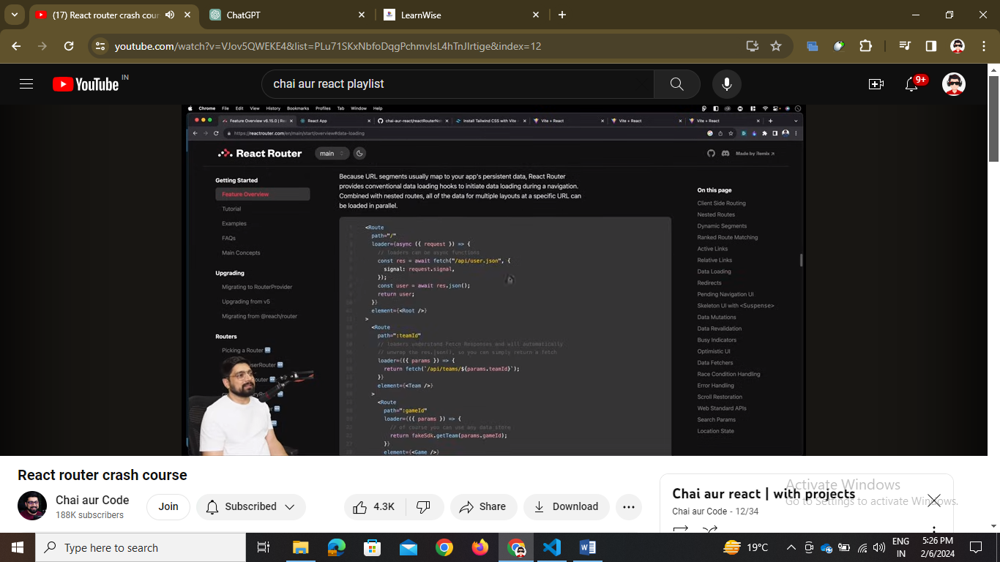 (17) React router crash cour
ChatGPT
LearnWise
youtube.com/watch?v=VJov5QWEKE4&list=PLu71SKxNbfoDqgPchmvIsL4hTnJIrtige&index=12
YouTube IN
chai aur react playlist
9+
Chrome File Edit View History Bookmarks Profiles Tab Window Help
Feature Overview v6.15.0 | Re
React App
chai-aur-react/reactRouterNot
Install Tailwind CSS with Vite -
Vite + React
Vite + React
Vite + React
https://reactrouter.com/en/main/start/overview#data-loading
React Router
main
Made by Remix
Getting Started
Feature Overview
Tutorial
Examples
FAQs
Main Concepts
Upgrading
Migrating to RouterProvider
Upgrading from v5
Migrating from @reach/router
Routers
Picking a Router
Because URL segments usually map to your app's persistent data, React Router
provides conventional data loading hooks to initiate data loading during a navigation.
Combined with nested routes, all of the data for multiple layouts at a specific URL can
be loaded in parallel.
<Route
path="/"
loader={async ({ request }) => {
// loaders can be async functions
const res = await fetch("/api/user.json", {
signal: request.signal,
});
const user = await res.json();
return user;
}}
element={<Root />}
>
<Route
path=":teamId"
// loaders understand Fetch Responses and will automatically
// unwrap the res.json(), so you can simply return a fetch
loader={({ params }) => {
return fetch(`/api/teams/${params.teamId}`);
}}
element={<Team />}
>
<Route
path=":gameId"
loader={({ params }) => {
// of course you can use any data store
return fakeSdk.getTeam(params.gameId);
}}
element={<Game />}
On this page
Client Side Routing
Nested Routes
Dynamic Segments
Ranked Route Matching
Active Links
Relative Links
Data Loading
Redirects
Pending Navigation UI
Skeleton UI with <Suspense>
Data Mutations
Data Revalidation
Busy Indicators
Optimistic UI
Data Fetchers
Race Condition Handling
Error Handling
Scroll Restoration
Web Standard APIs
Search Params
Location State
React router crash course
Chai aur Code
188K subscribers
Join
Subscribed
4.3K
Share
Download
Chai aur react | with projects
Chai aur Code - 12/34
Activate Windows
Go to Settings to activate Windows.
Type here to search
19°C
ENG
IN
5:26 PM
2/6/2024